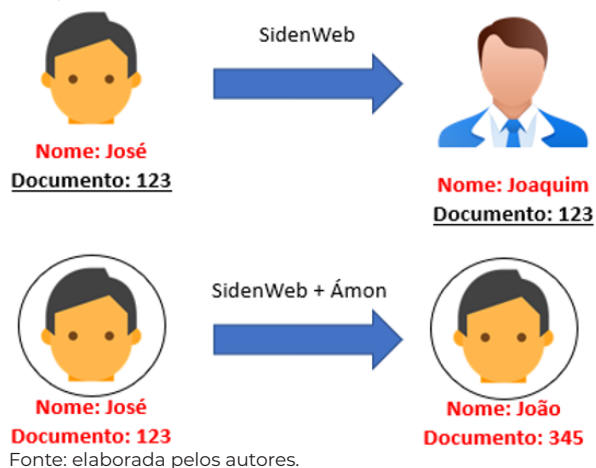 SidenWeb
Nome: José
Documento: 123
Nome: Joaquim
Documento: 123
SidenWeb + Ámon
Nome: José
Documento: 123
Nome: João
Documento: 345
Fonte: elaborada pelos autores.